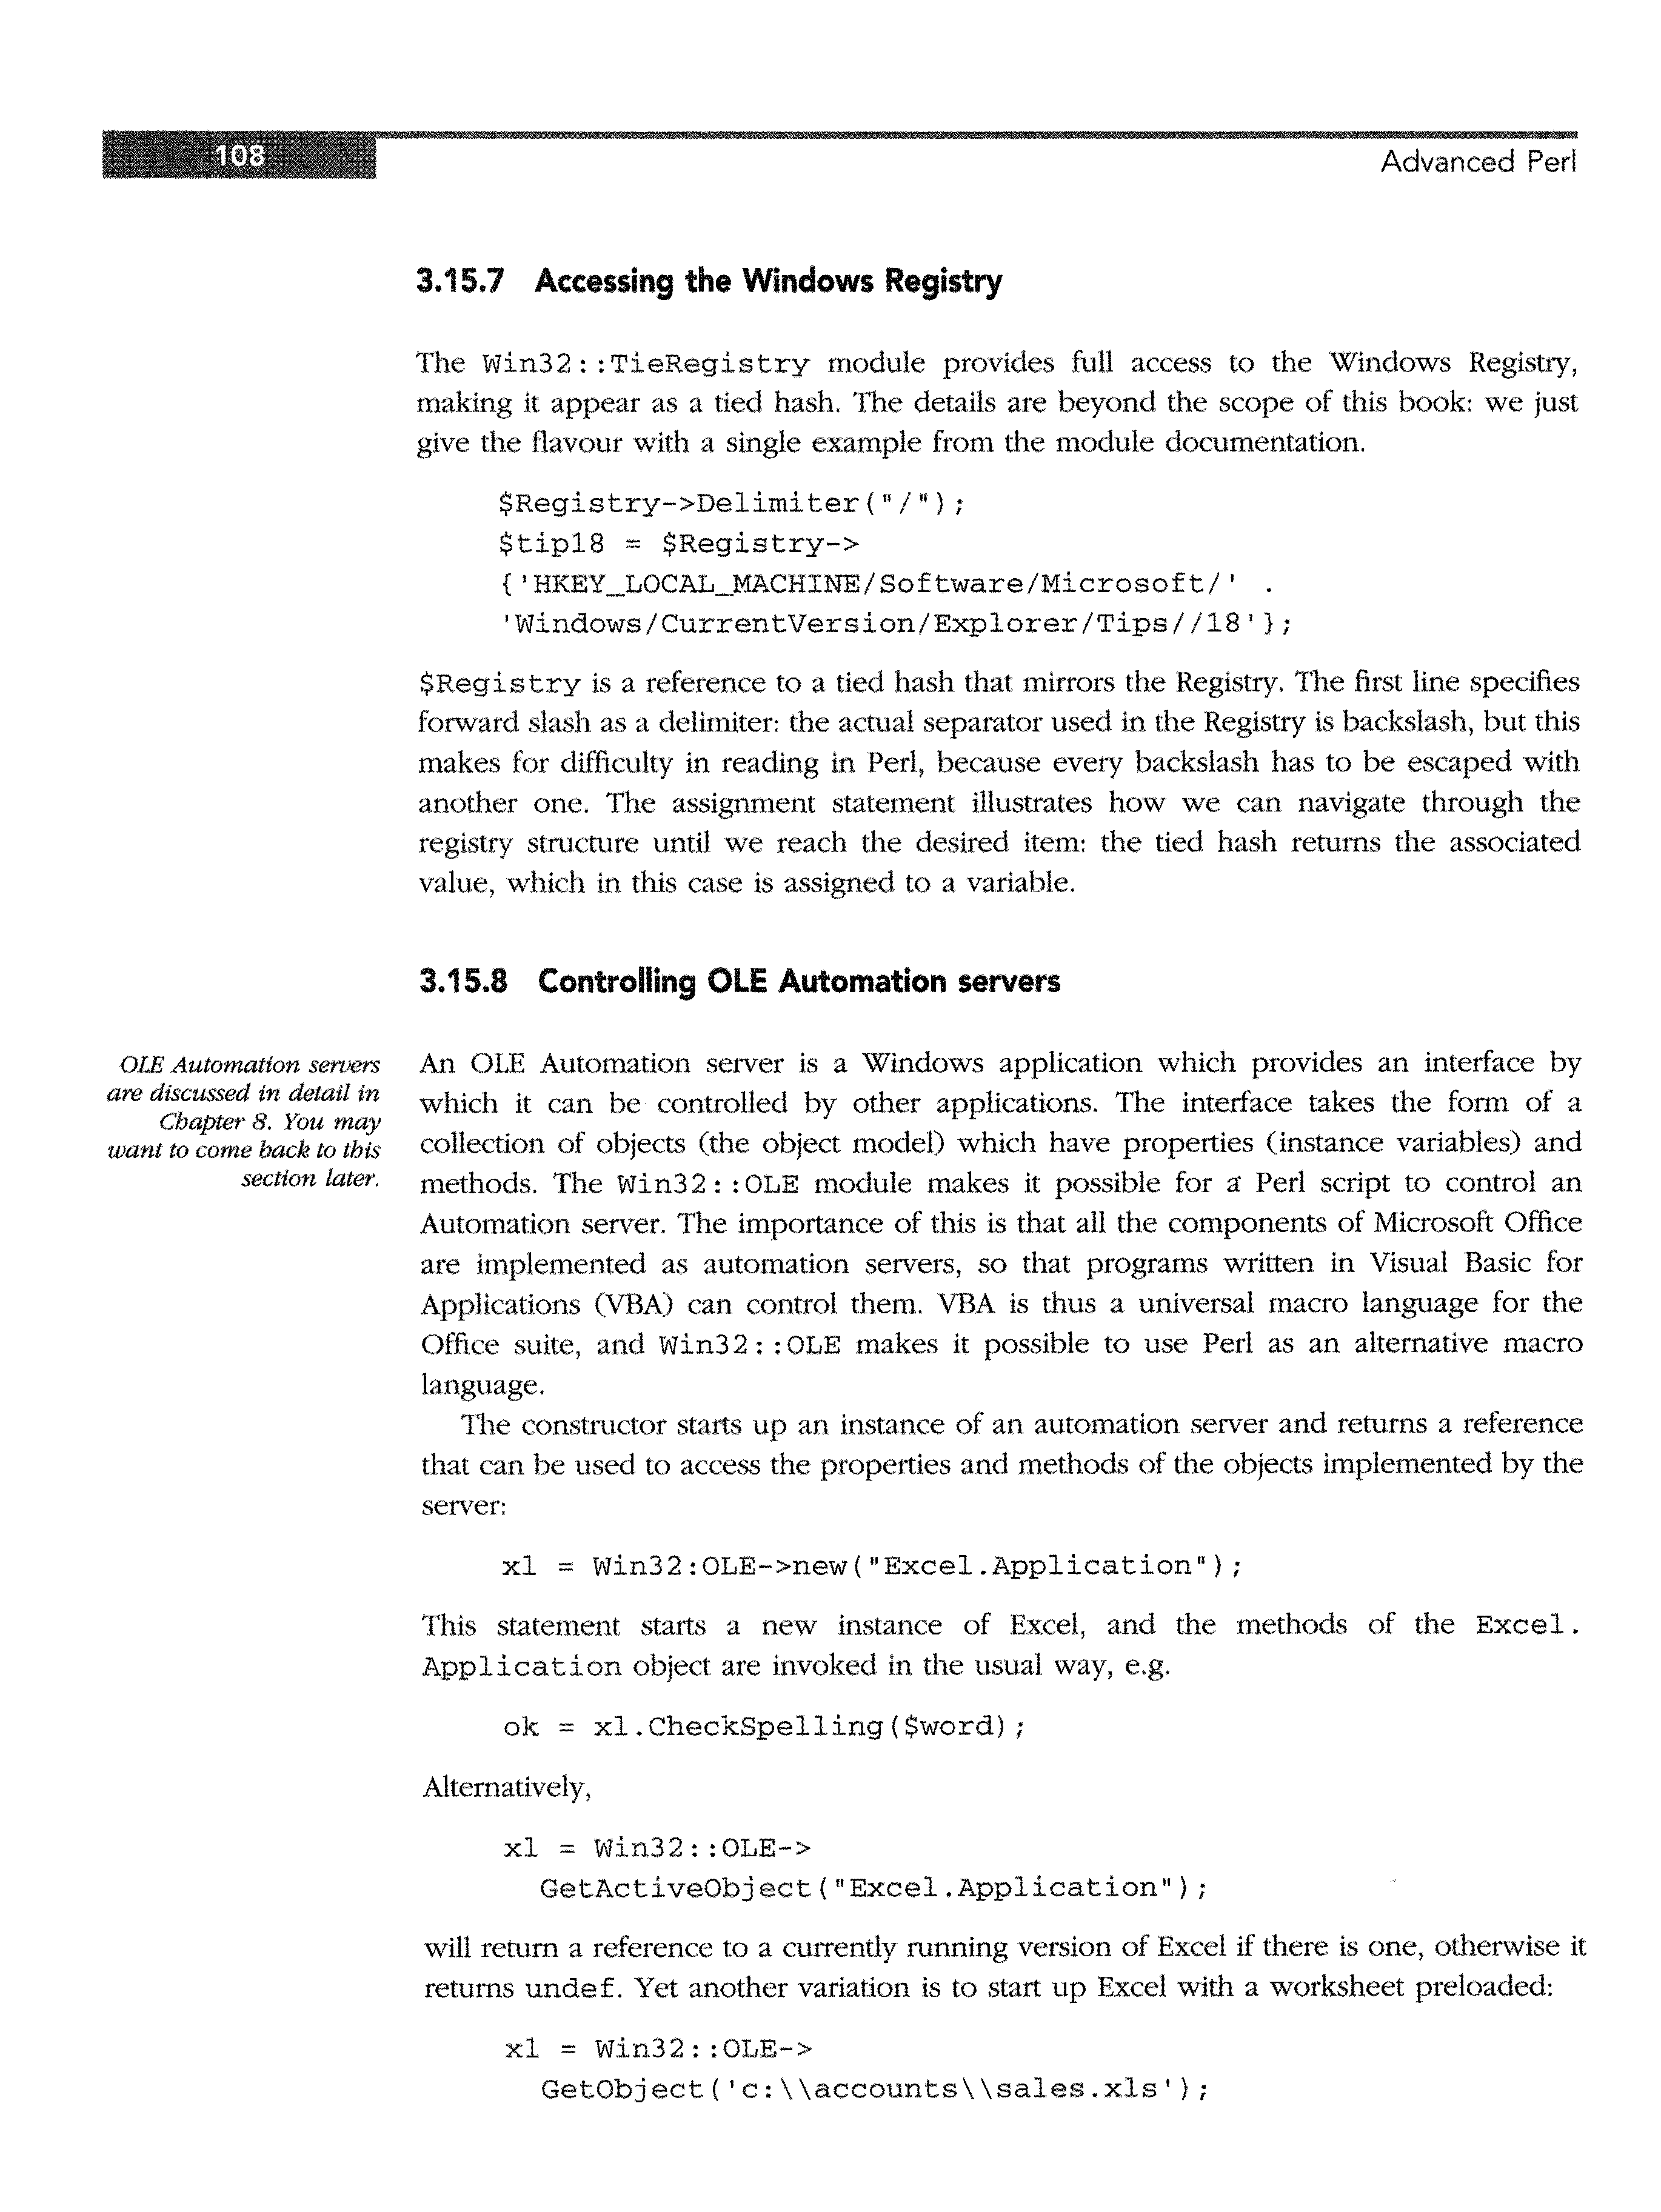 108
Advanced Perl
3.15.7 Accessing the Windows Registry
The Win32::TieRegistry module provides full access to the Windows Registry,
making it appear as a tied hash. The details are beyond the scope of this book: we just
give the flavour with a single example from the module documentation.
$Registry->Delimiter("/");
$tip18 = $Registry->
{'HKEY_LOCAL_MACHINE/Software/Microsoft/' .
'Windows/CurrentVersion/Explorer/Tips//18'};
$Registry is a reference to a tied hash that mirrors the Registry. The first line specifies
forward slash as a delimiter: the actual separator used in the Registry is backslash, but this
makes for difficulty in reading in Perl, because every backslash has to be escaped with
another one. The assignment statement illustrates how we can navigate through the
registry structure until we reach the desired item: the tied hash returns the associated
value, which in this case is assigned to a variable.
3.15.8 Controlling OLE Automation servers
OLE Automation servers
are discussed in detail in
Chapter 8. You may
want to come back to this
section later.
An OLE Automation server is a Windows application which provides an interface by
which it can be controlled by other applications. The interface takes the form of a
collection of objects (the object model) which have properties (instance variables) and
methods. The Win32::OLE module makes it possible for a Perl script to control an
Automation server. The importance of this is that all the components of Microsoft Office
are implemented as automation servers, so that programs written in Visual Basic for
Applications (VBA) can control them. VBA is thus a universal macro language for the
Office suite, and Win32::OLE makes it possible to use Perl as an alternative macro
language.
The constructor starts up an instance of an automation server and returns a reference
that can be used to access the properties and methods of the objects implemented by the
server:
xl = Win32:OLE->new("Excel.Application");
This statement starts a new instance of Excel, and the methods of the Excel.
Application object are invoked in the usual way, e.g.
ok = xl.CheckSpelling($word);
Alternatively,
xl = Win32::OLE->
GetActiveObject("Excel.Application");
will return a reference to a currently running version of Excel if there is one, otherwise it
returns undef. Yet another variation is to start up Excel with a worksheet preloaded:
xl = Win32::OLE->
GetObject('c:\\accounts\\sales.xls');